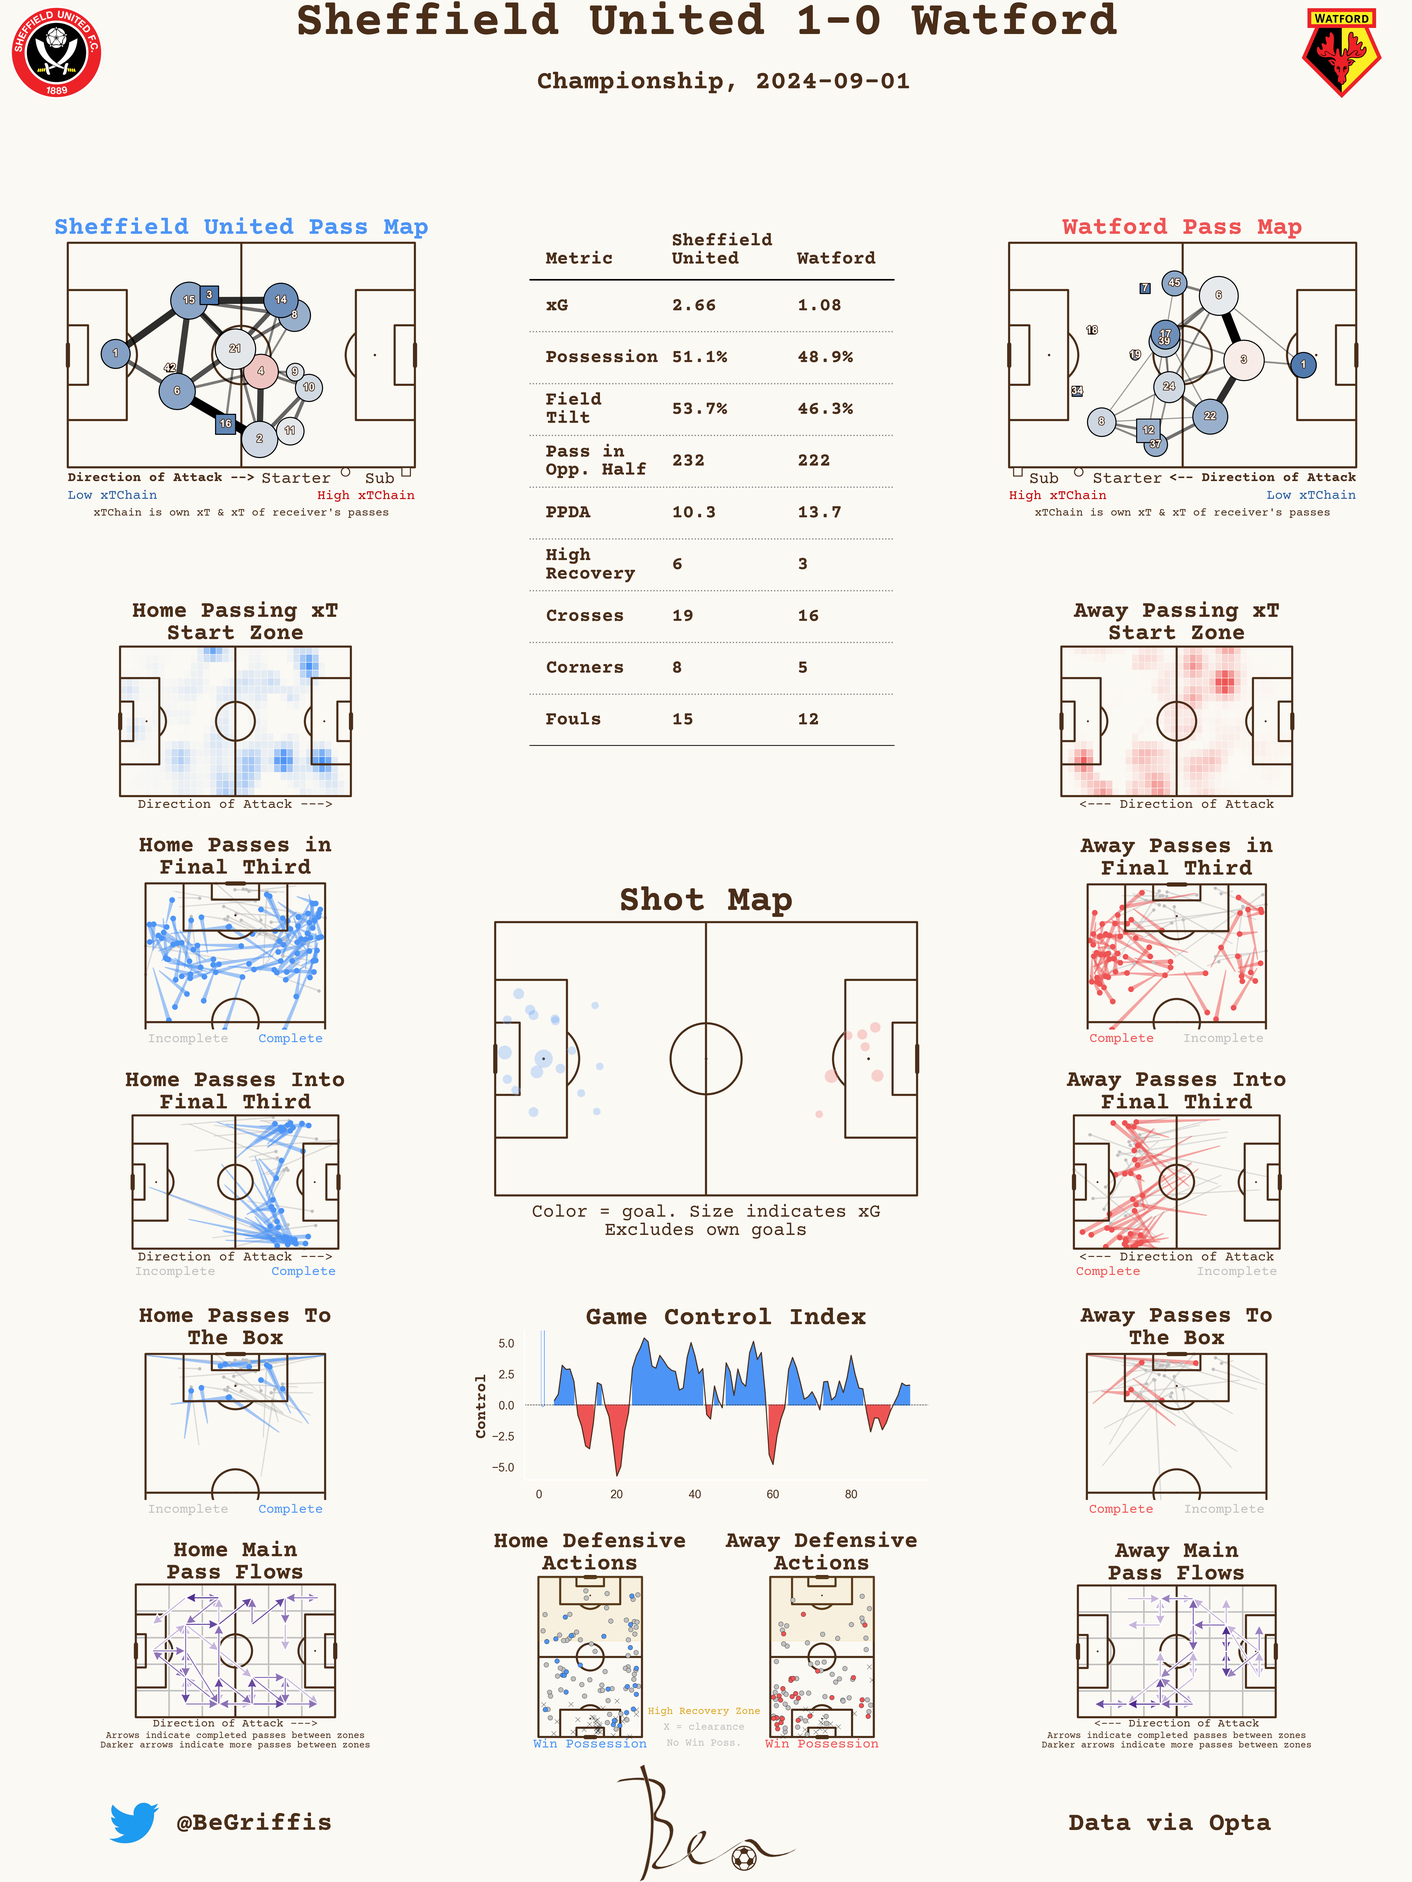 Sheffield United 1-0 Watford
Championship, 2024-09-01
SHEFFIELD UNITED F.C.
1889
WATFORD
Sheffield United Pass Map
1
15
3
14
8
21
42
4
9
6
10
16
2
11
Direction of Attack --> Starter Sub
Low xTChain High xTChain
xTChain is own xT & xT of receiver's passes
Metric Sheffield United Watford
xG 2.66 1.08
Possession 51.1% 48.9%
Field Tilt 53.7% 46.3%
Pass in Opp. Half 232 222
PPDA 10.3 13.7
High Recovery 6 3
Crosses 19 16
Corners 8 5
Fouls 15 12
Watford Pass Map
7
45
6
18
17
39
19
3
1
34
24
8
12
22
37
Sub Starter <-- Direction of Attack
High xTChain Low xTChain
xTChain is own xT & xT of receiver's passes
Home Passing xT
Start Zone
Direction of Attack --->
Away Passing xT
Start Zone
<--- Direction of Attack
Home Passes in
Final Third
Incomplete Complete
Away Passes in
Final Third
Complete Incomplete
Shot Map
Color = goal. Size indicates xG
Excludes own goals
Home Passes Into
Final Third
Direction of Attack --->
Incomplete Complete
Away Passes Into
Final Third
<--- Direction of Attack
Complete Incomplete
Home Passes To
The Box
Incomplete Complete
Game Control Index
Control
5.0
2.5
0.0
−2.5
−5.0
0 20 40 60 80
Away Passes To
The Box
Complete Incomplete
Home Main
Pass Flows
Direction of Attack --->
Arrows indicate completed passes between zones
Darker arrows indicate more passes between zones
Home Defensive
Actions
Win Possession
High Recovery Zone
X = clearance
No Win Poss.
Away Defensive
Actions
Win Possession
Away Main
Pass Flows
<--- Direction of Attack
Arrows indicate completed passes between zones
Darker arrows indicate more passes between zones
@BeGriffis
Ben
Data via Opta